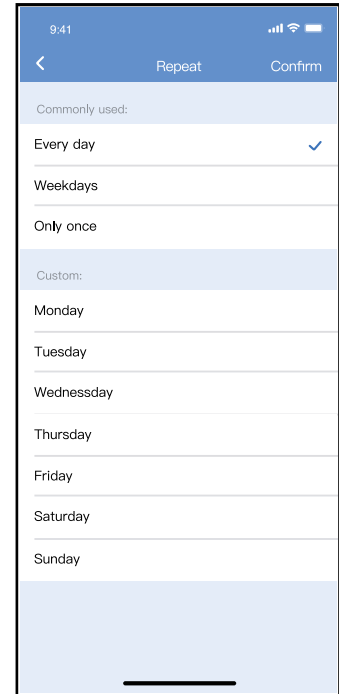 9:41
Repeat
Confirm
Commonly used:
Every day
Weekdays
Only once
Custom:
Monday
Tuesday
Wednessday
Thursday
Friday
Saturday
Sunday